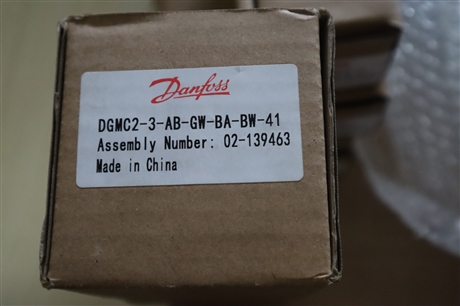 Danfoss
DGMC2-3-AB-GW-BA-BW-41
Assembly Number: 02-139463
Made in China